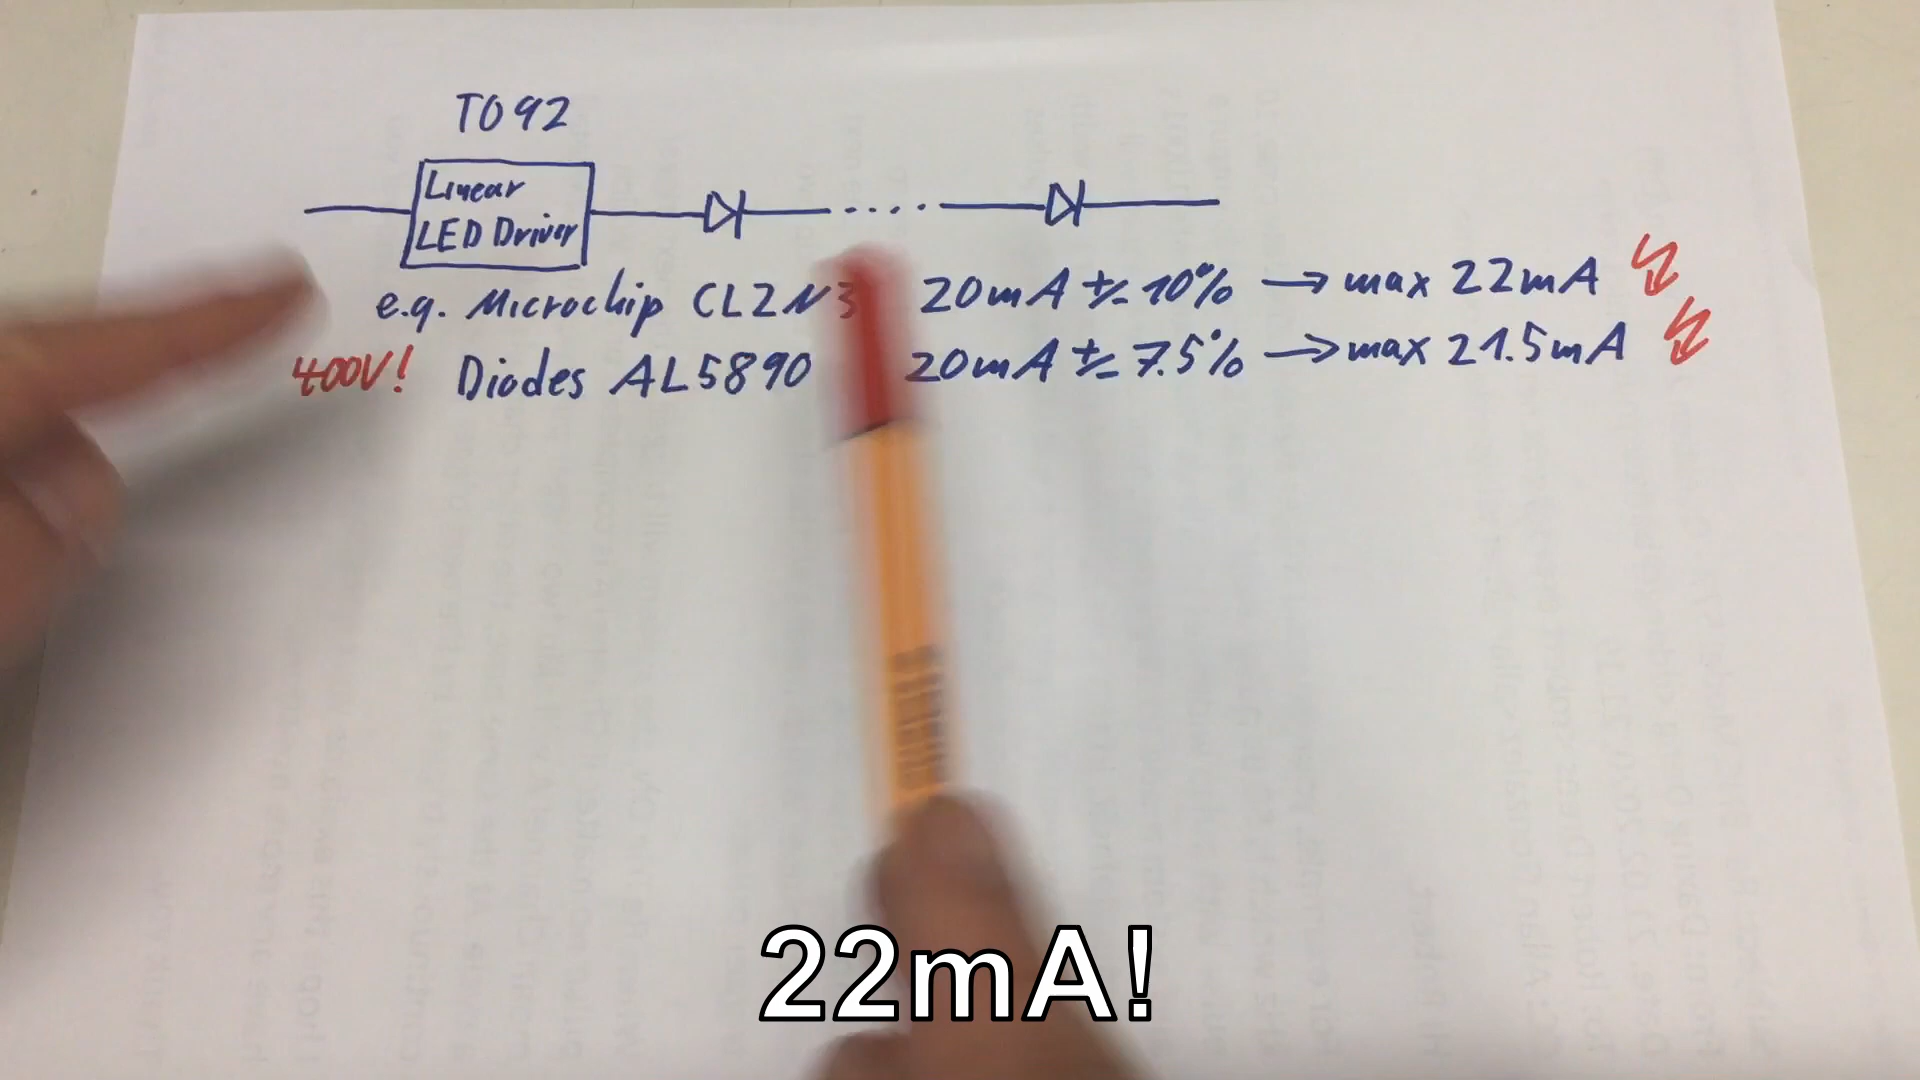 TO92
Linear
LED Driver
e.g. Microchip CL2N3 20mA +/- 10% → max 22mA
400V! Diodes AL5890 20mA +/- 7.5% → max 21.5mA
22mA!